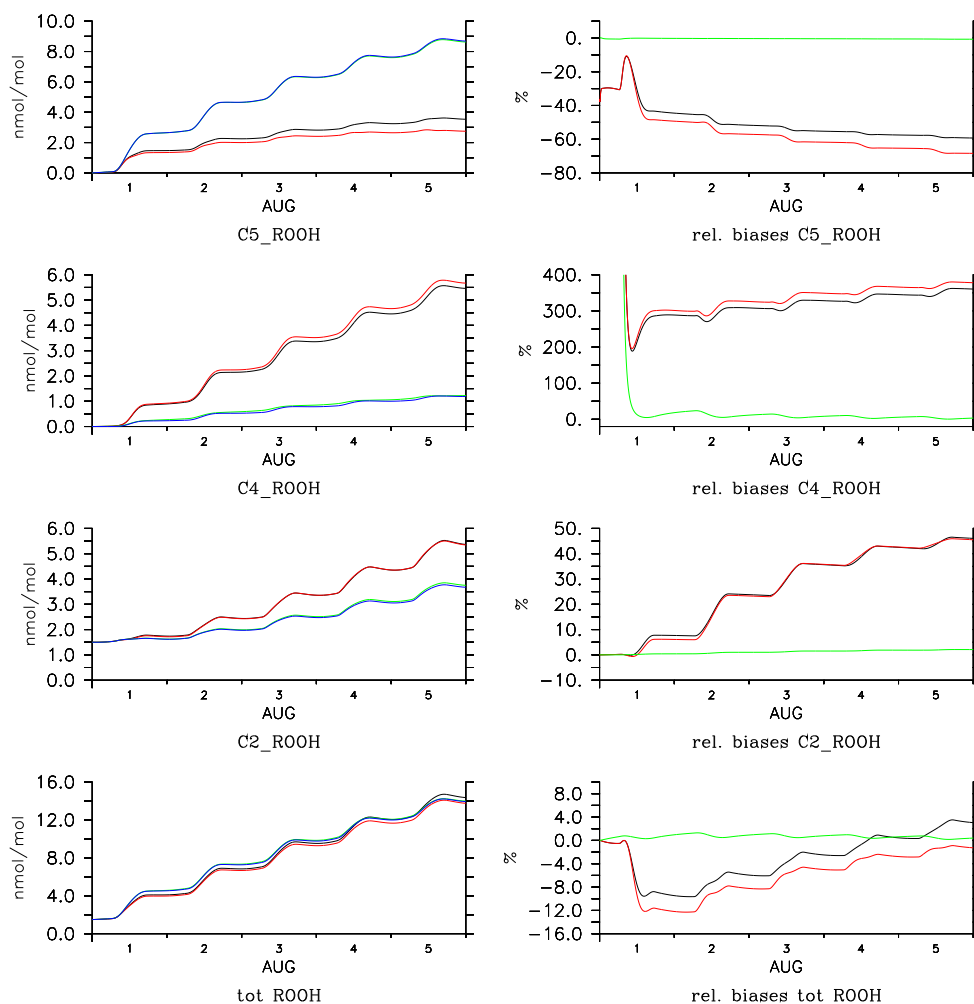 10.0
8.0
6.0
4.0
2.0
0.0
nmol/mol
1 2 3 4 5
AUG
C5_ROOH
0.
−20.
−40.
−60.
−80.
%
1 2 3 4 5
AUG
rel. biases C5_ROOH
6.0
5.0
4.0
3.0
2.0
1.0
0.0
nmol/mol
1 2 3 4 5
AUG
C4_ROOH
400.
300.
200.
100.
0.
%
1 2 3 4 5
AUG
rel. biases C4_ROOH
6.0
5.0
4.0
3.0
2.0
1.0
0.0
nmol/mol
1 2 3 4 5
AUG
C2_ROOH
50.
40.
30.
20.
10.
0.
−10.
%
1 2 3 4 5
AUG
rel. biases C2_ROOH
16.0
12.0
8.0
4.0
0.0
nmol/mol
1 2 3 4 5
AUG
tot ROOH
8.0
4.0
0.0
−4.0
−8.0
−12.0
−16.0
%
1 2 3 4 5
AUG
rel. biases tot ROOH